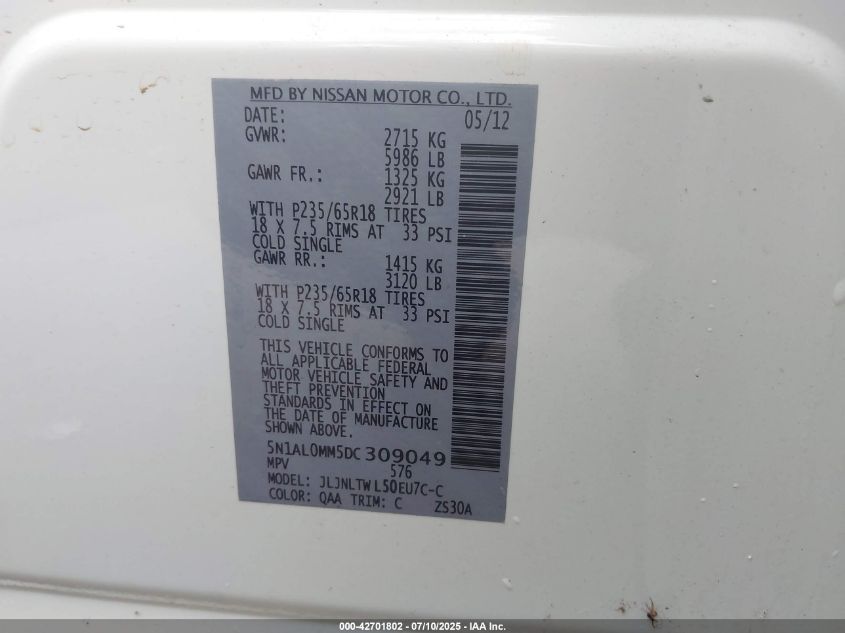 MFD BY NISSAN MOTOR CO., LTD.
DATE: 05/12
GVWR: 2715 KG
5986 LB
GAWR FR.: 1325 KG
2921 LB
WITH P235/65R18 TIRES
18 X 7.5 RIMS AT 33 PSI
COLD SINGLE
GAWR RR.: 1415 KG
3120 LB
WITH P235/65R18 TIRES
18 X 7.5 RIMS AT 33 PSI
COLD SINGLE
THIS VEHICLE CONFORMS TO
ALL APPLICABLE FEDERAL
MOTOR VEHICLE SAFETY AND
THEFT PREVENTION
STANDARDS IN EFFECT ON
THE DATE OF MANUFACTURE
SHOWN ABOVE.
5N1AL0MM5DC309049
MPV 576
MODEL: JLJNLTWL50EU7C-C
COLOR: QAA TRIM: C ZS30A
000-42701802 - 07/10/2025 - IAA Inc.